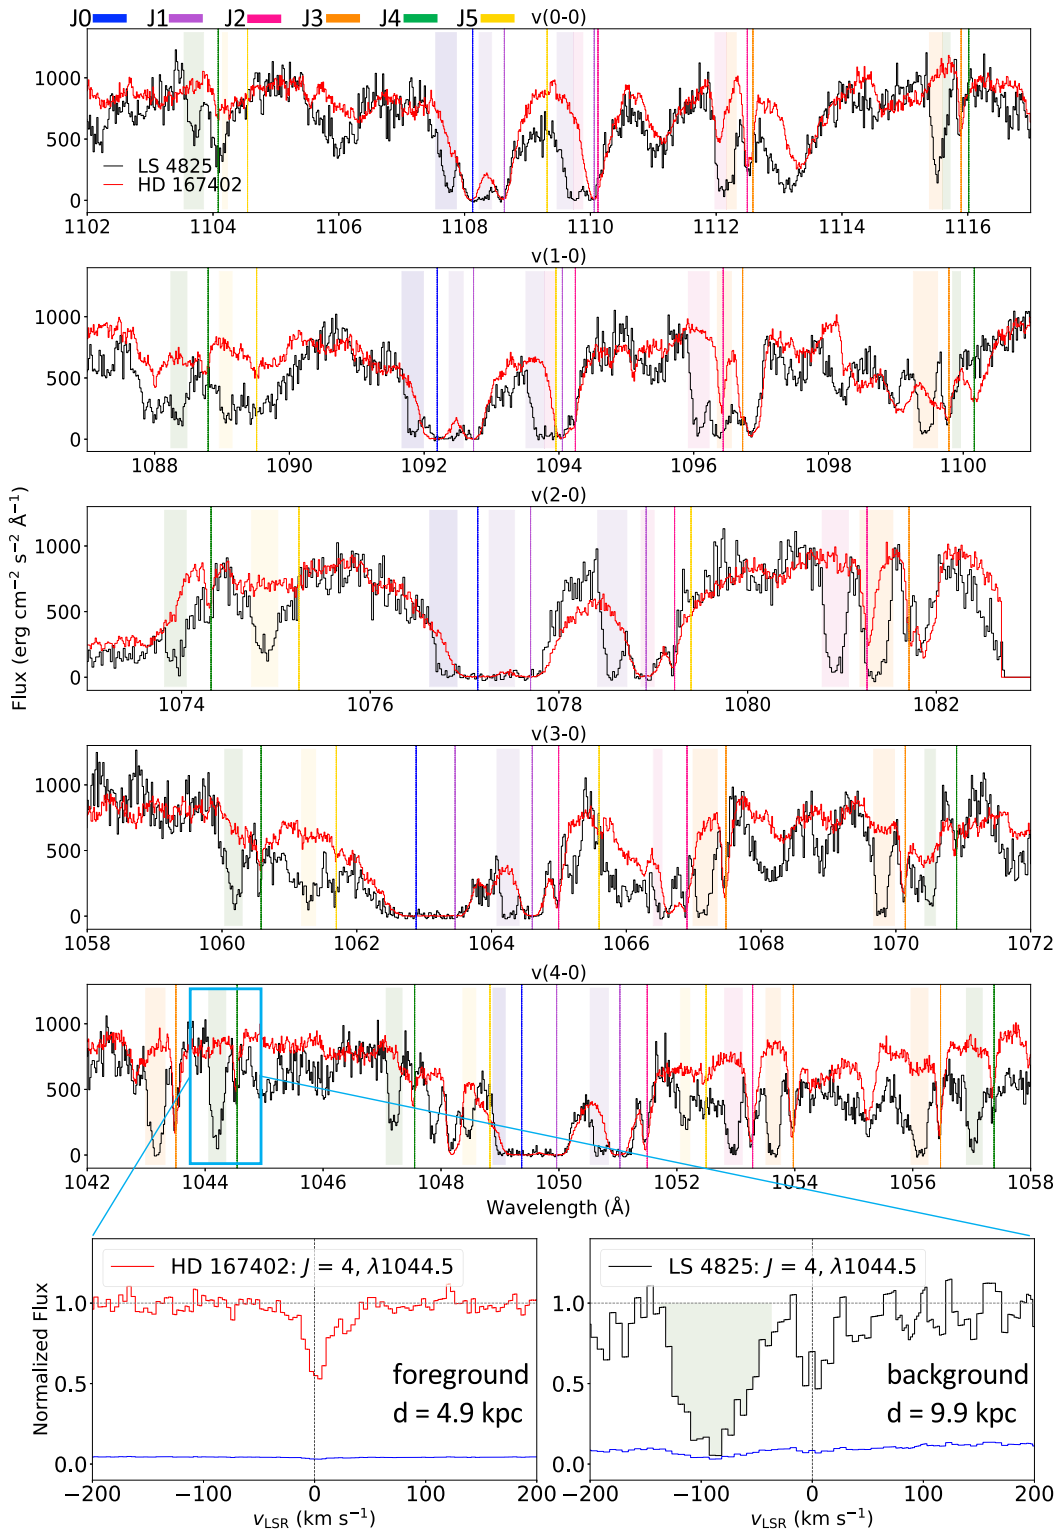 J0 J1 J2 J3 J4 J5 v(0-0)
1000
500
0
LS 4825
HD 167402
1102 1104 1106 1108 1110 1112 1114 1116
v(1-0)
1000
500
0
1088 1090 1092 1094 1096 1098 1100
v(2-0)
1000
500
0
1074 1076 1078 1080 1082
Flux (erg cm⁻² s⁻² Å⁻¹)
v(3-0)
1000
500
0
1058 1060 1062 1064 1066 1068 1070 1072
v(4-0)
1000
500
0
1042 1044 1046 1048 1050 1052 1054 1056 1058
Wavelength (Å)
HD 167402: J = 4, λ1044.5
Normalized Flux
1.0
0.5
0.0
foreground
d = 4.9 kpc
−200 −100 0 100 200
v_LSR (km s⁻¹)
LS 4825: J = 4, λ1044.5
1.0
0.5
0.0
background
d = 9.9 kpc
−200 −100 0 100 200
v_LSR (km s⁻¹)